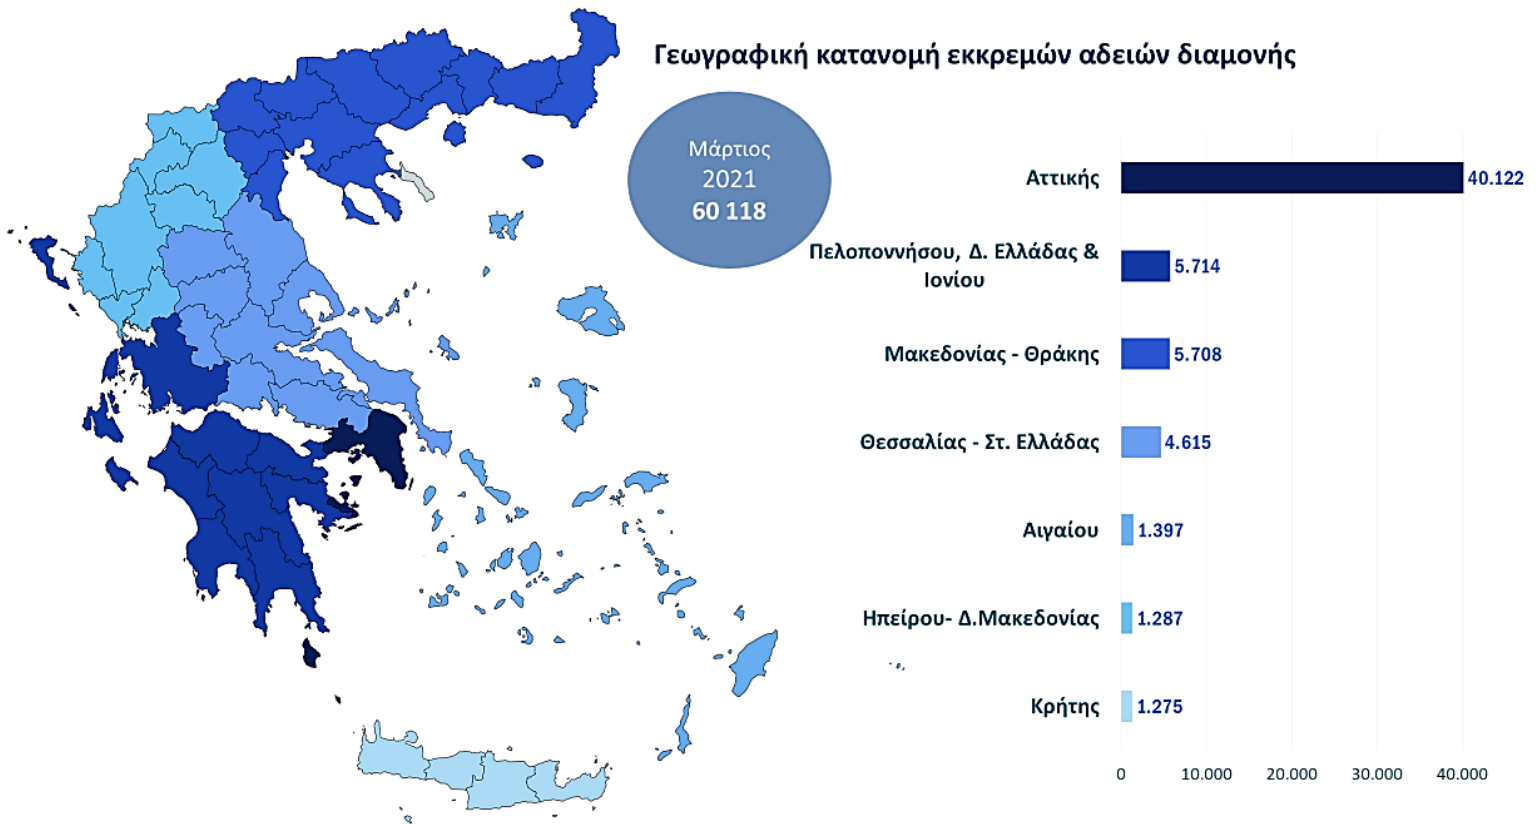 Γεωγραφική κατανομή εκκρεμών αδειών διαμονής
Μάρτιος
2021
60 118
Αττικής
40.122
Πελοποννήσου, Δ. Ελλάδας &
Ιονίου
5.714
Μακεδονίας - Θράκης
5.708
Θεσσαλίας - Στ. Ελλάδας
4.615
Αιγαίου
1.397
Ηπείρου- Δ.Μακεδονίας
1.287
Κρήτης
1.275
0
10.000
20.000
30.000
40.000